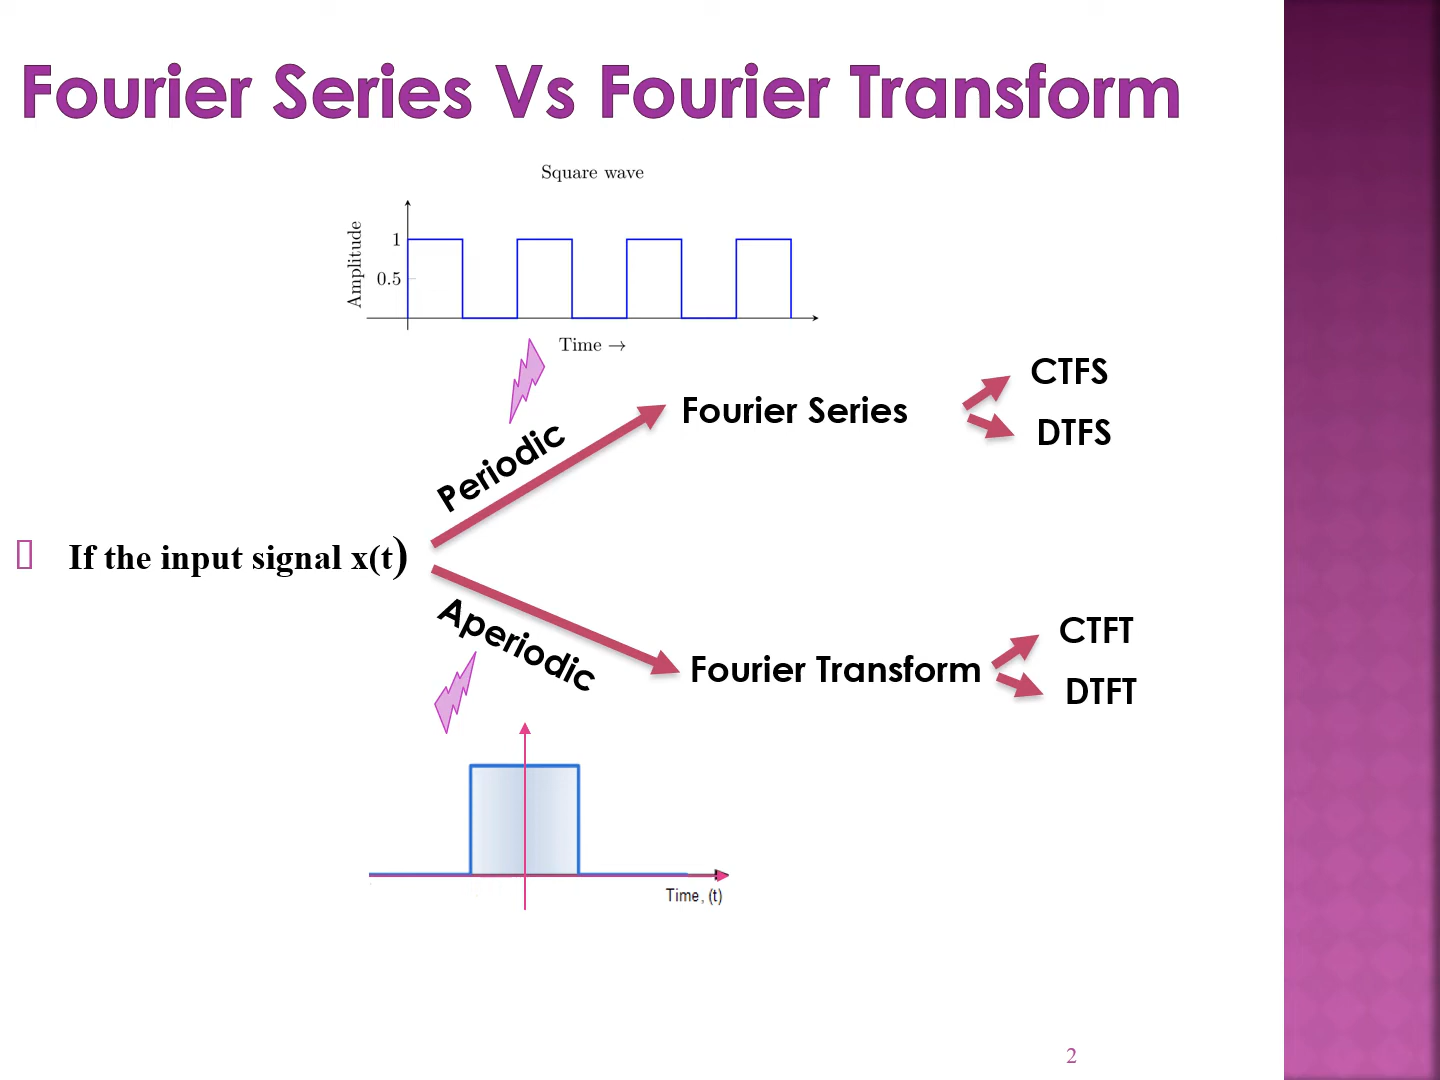 Fourier Series Vs Fourier Transform
Square wave
Amplitude
1
0.5
Time →
CTFS
Fourier Series
DTFS
Periodic
If the input signal x(t)
Aperiodic
CTFT
Fourier Transform
DTFT
Time, (t)
2